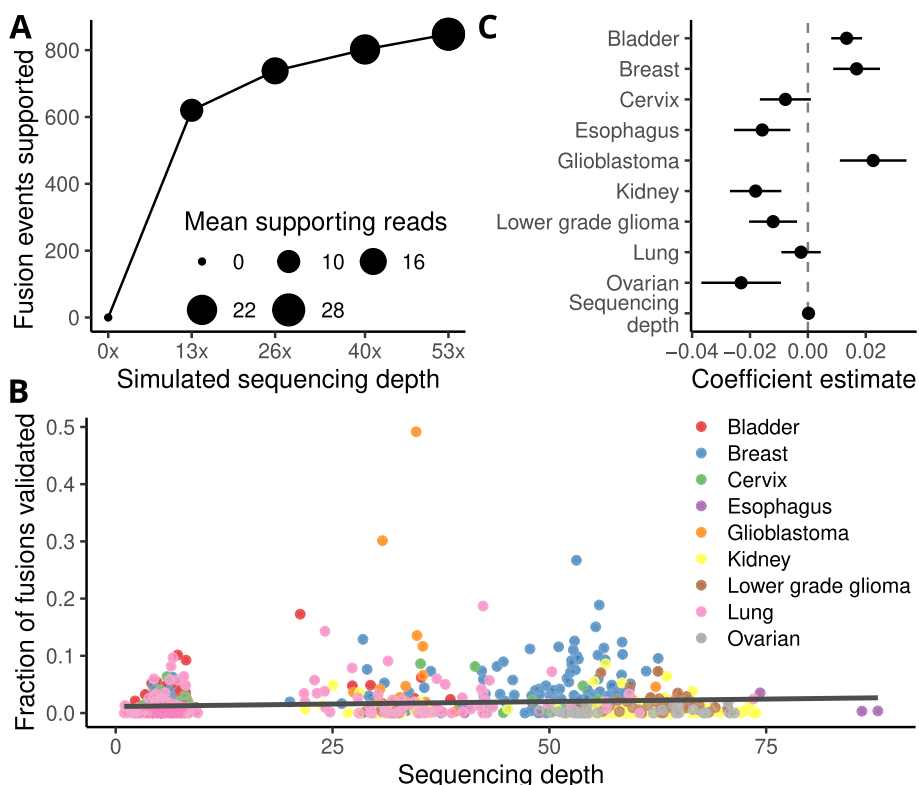 A
Fusion events supported
800
600
400
200
0
Mean supporting reads
0
10
16
22
28
0x
13x
26x
40x
53x
Simulated sequencing depth
C
Bladder
Breast
Cervix
Esophagus
Glioblastoma
Kidney
Lower grade glioma
Lung
Ovarian
Sequencing
depth
−0.04
−0.02
0.00
0.02
Coefficient estimate
B
Fraction of fusions validated
0.5
0.4
0.3
0.2
0.1
0.0
Bladder
Breast
Cervix
Esophagus
Glioblastoma
Kidney
Lower grade glioma
Lung
Ovarian
0
25
50
75
Sequencing depth